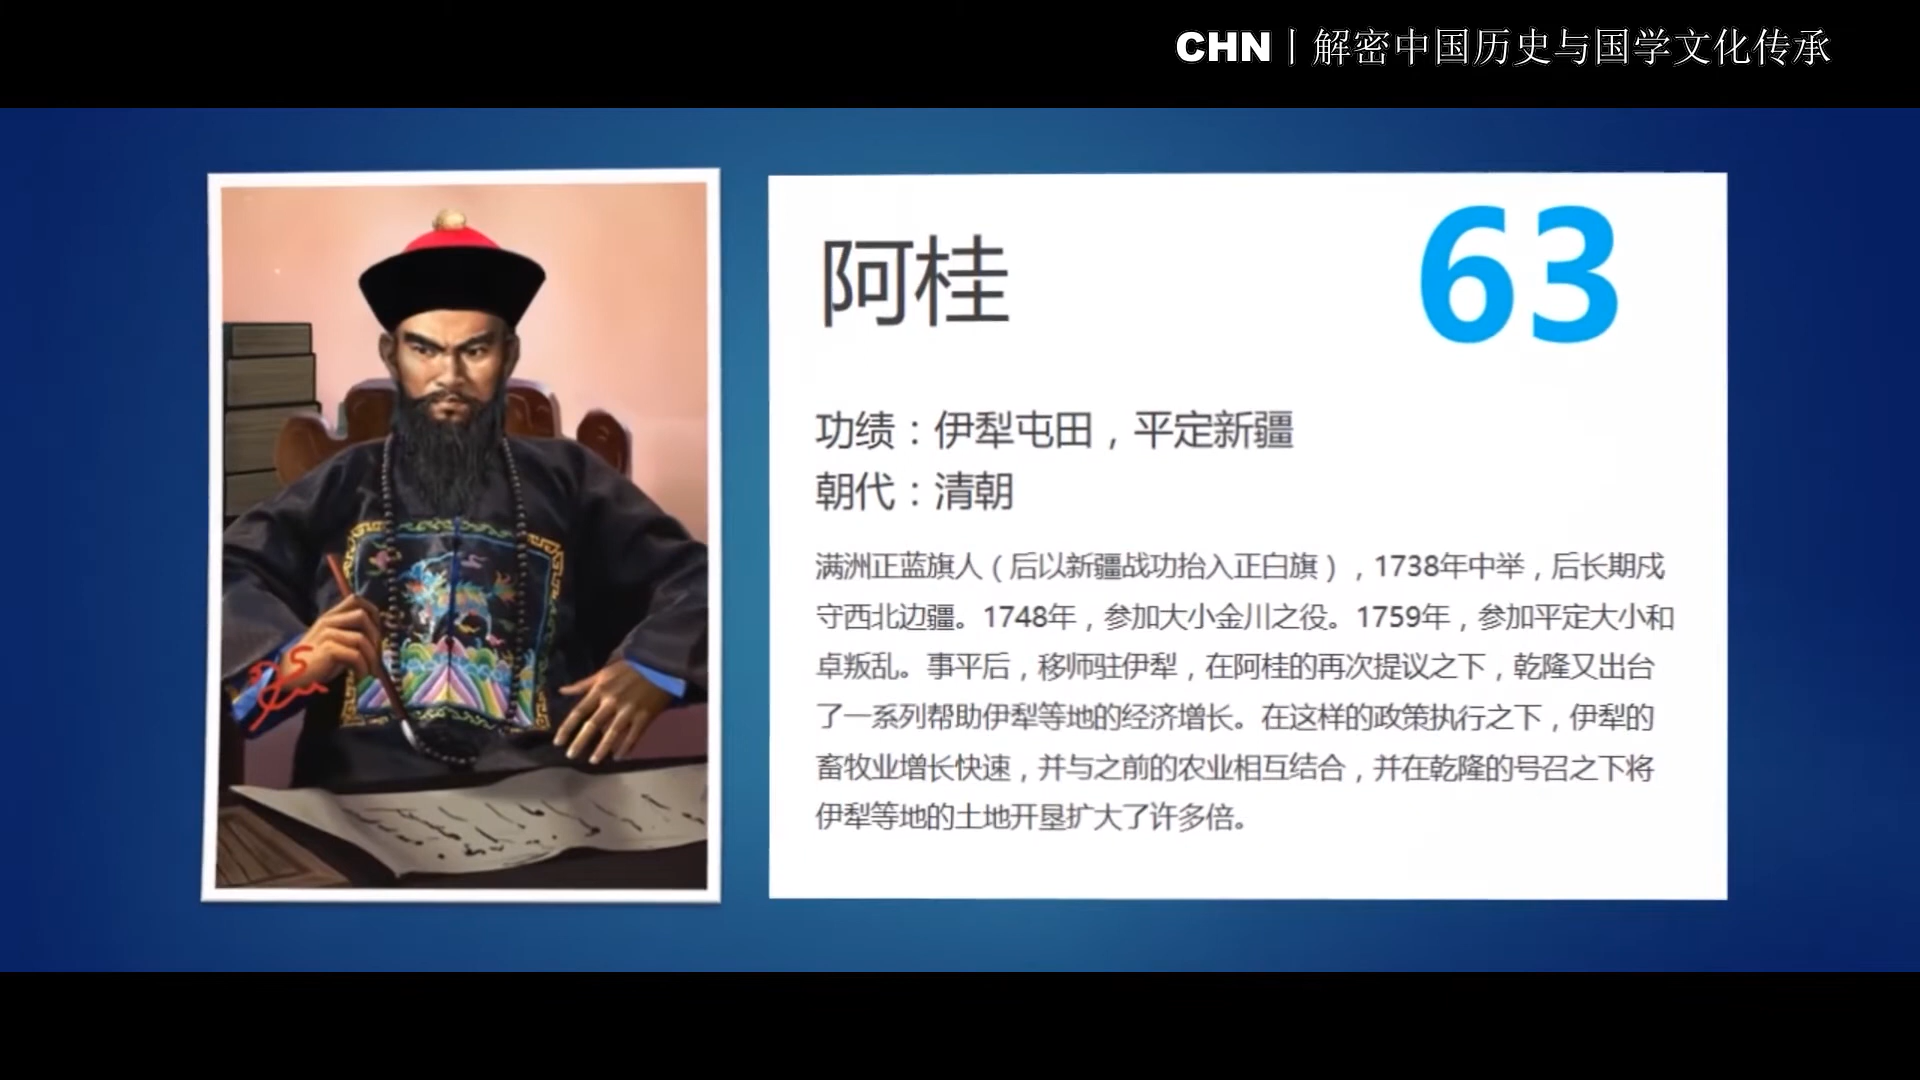 CHN丨解密中国历史与国学文化传承
阿桂
63
功绩：伊犁屯田，平定新疆
朝代：清朝
满洲正蓝旗人（后以新疆战功抬入正白旗），1738年中举，后长期戍
守西北边疆。1748年，参加大小金川之役。1759年，参加平定大小和
卓叛乱。事平后，移师驻伊犁，在阿桂的再次提议之下，乾隆又出台
了一系列帮助伊犁等地的经济增长。在这样的政策执行之下，伊犁的
畜牧业增长快速，并与之前的农业相互结合，并在乾隆的号召之下将
伊犁等地的土地开垦扩大了许多倍。